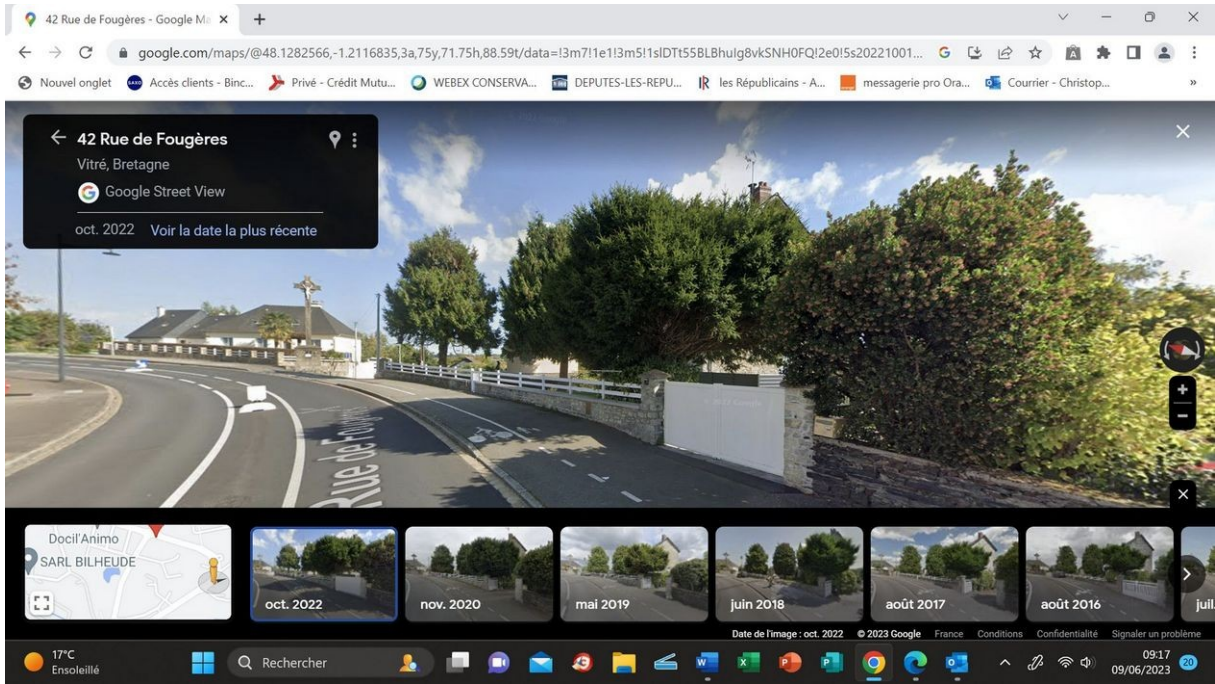 42 Rue de Fougères - Google Ma
google.com/maps/@48.1282566,-1.2116835,3a,75y,71.75h,88.59t/data=!3m7!1e1!3m5!1slDTt55BLBhulg8vkSNH0FQ!2e0!5s20221001...
Nouvel onglet Accès clients - Binc... Privé - Crédit Mutu... WEBEX CONSERVA... DEPUTES-LES-REPU... les Républicains - A... messagerie pro Ora... Courrier - Christop... »
42 Rue de Fougères
Vitré, Bretagne
Google Street View
oct. 2022 Voir la date la plus récente
Rue de Foug
© 2022 Google
Docil'Animo
SARL BILHEUDE
oct. 2022 nov. 2020 mai 2019 juin 2018 août 2017 août 2016 juil.
Date de l'image : oct. 2022 © 2023 Google France Conditions Confidentialité Signaler un problème
17°C
Ensoleillé
Rechercher
09:17
09/06/2023
20